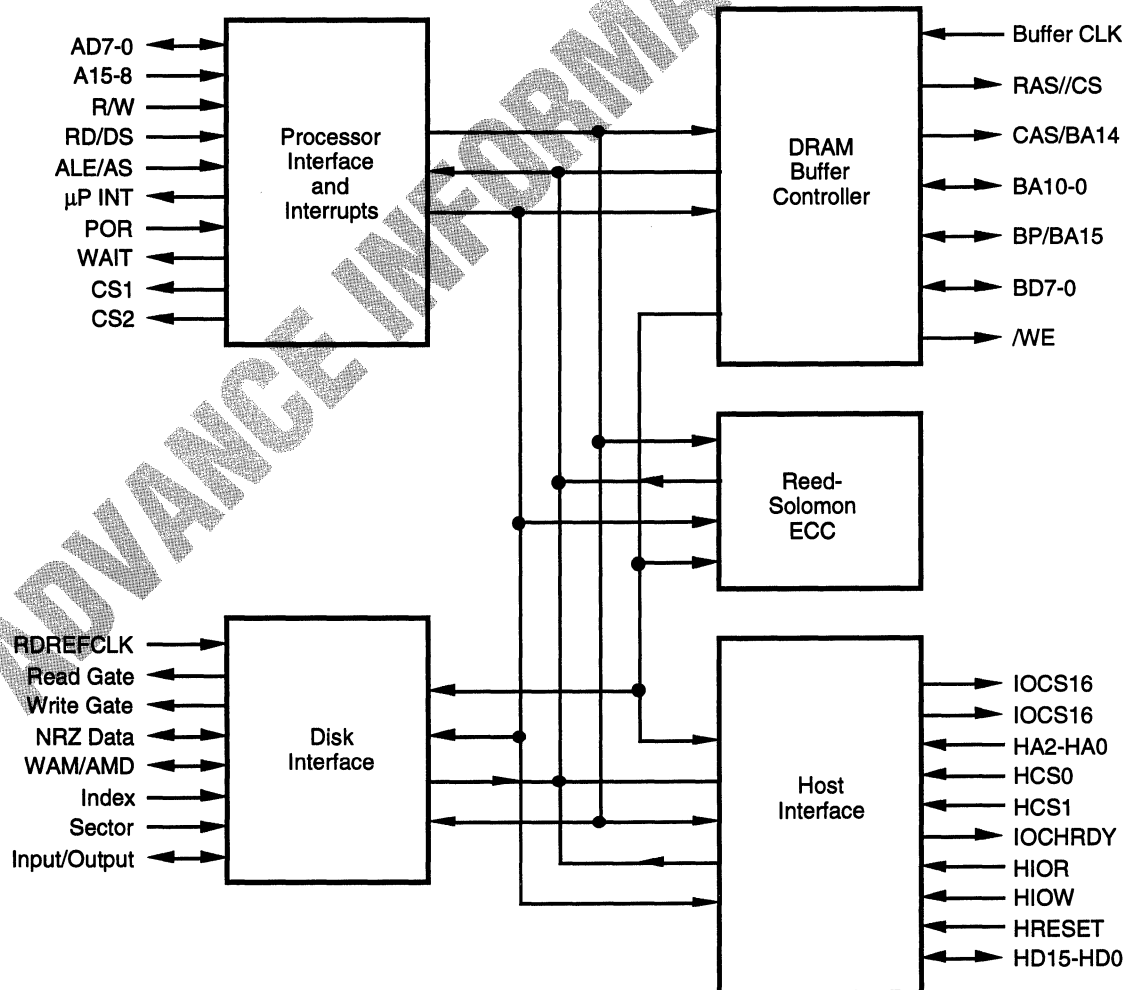 AD7-0
A15-8
R/W
RD/DS
ALE/AS
μP INT
POR
WAIT
CS1
CS2
Processor
Interface
and
Interrupts
DRAM
Buffer
Controller
Buffer CLK
RAS//CS
CAS/BA14
BA10-0
BP/BA15
BD7-0
/WE
Reed-
Solomon
ECC
RDREFCLK
Read Gate
Write Gate
NRZ Data
WAM/AMD
Index
Sector
Input/Output
Disk
Interface
Host
Interface
IOCS16
IOCS16
HA2-HA0
HCS0
HCS1
IOCHRDY
HIOR
HIOW
HRESET
HD15-HD0
ADVANCE INFORMA